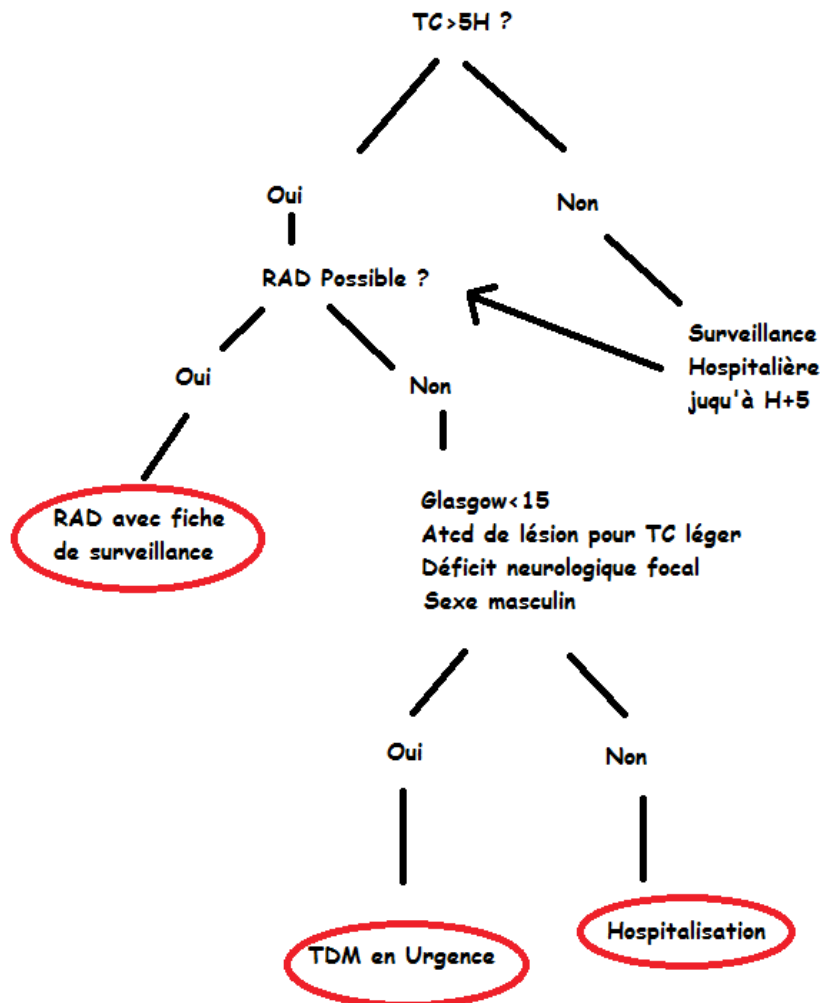 TC>5H ?
Oui
Non
RAD Possible ?
Surveillance
Hospitalière
juqu'à H+5
Oui
Non
RAD avec fiche
de surveillance
Glasgow<15
Atcd de lésion pour TC léger
Déficit neurologique focal
Sexe masculin
Oui
Non
TDM en Urgence
Hospitalisation